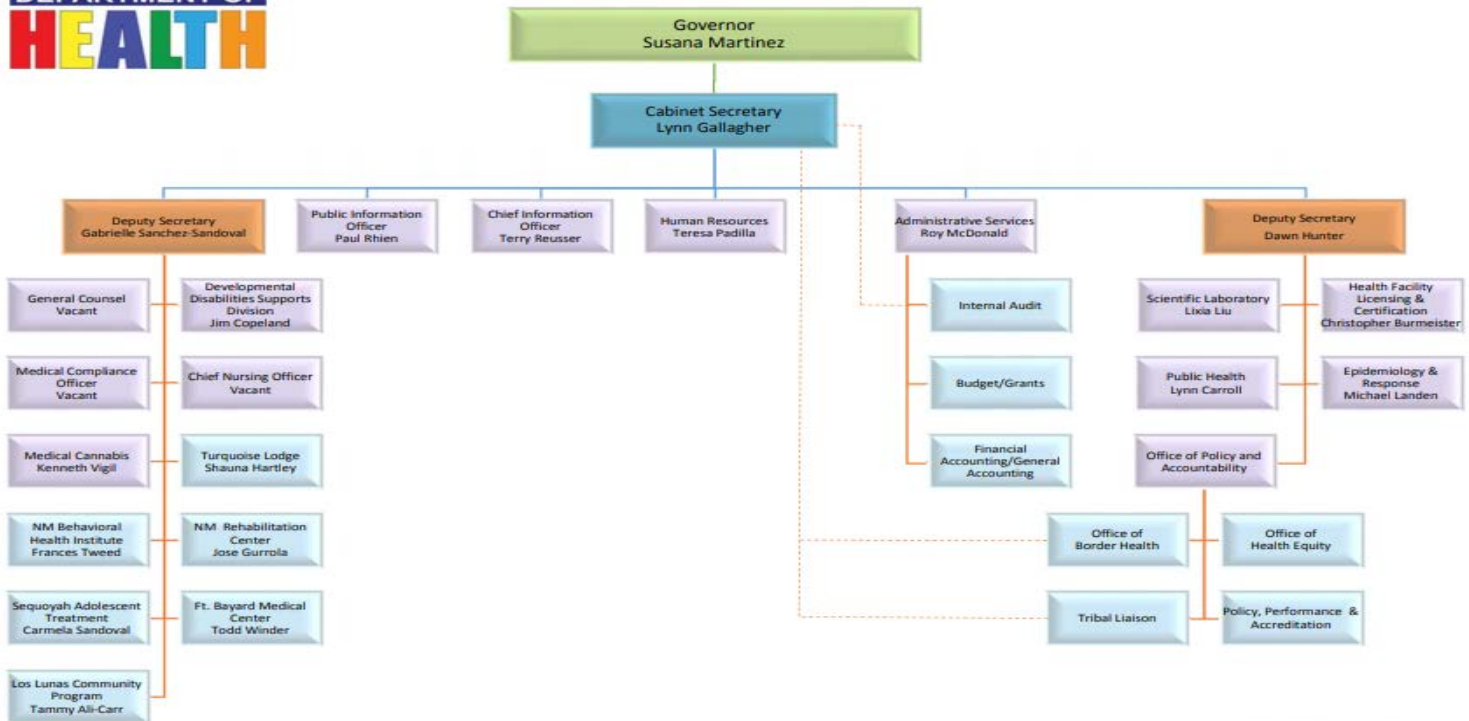 DEPARTMENT OF
HEALTH
Governor
Susana Martinez
Cabinet Secretary
Lynn Gallagher
Deputy Secretary
Gabrielle Sanchez-Sandoval
Public Information
Officer
Paul Rhien
Chief Information
Officer
Terry Reusser
Human Resources
Teresa Padilla
Administrative Services
Roy McDonald
Deputy Secretary
Dawn Hunter
General Counsel
Vacant
Developmental
Disabilities Supports
Division
Jim Copeland
Medical Compliance
Officer
Vacant
Chief Nursing Officer
Vacant
Medical Cannabis
Kenneth Vigil
Turquoise Lodge
Shauna Hartley
NM Behavioral
Health Institute
Frances Tweed
NM Rehabilitation
Center
Jose Gurrola
Sequoyah Adolescent
Treatment
Carmela Sandoval
Ft. Bayard Medical
Center
Todd Winder
Los Lunas Community
Program
Tammy Ali-Carr
Internal Audit
Budget/Grants
Financial
Accounting/General
Accounting
Scientific Laboratory
Lixia Liu
Health Facility
Licensing &
Certification
Christopher Burmeister
Public Health
Lynn Carroll
Epidemiology &
Response
Michael Landen
Office of Policy and
Accountability
Office of
Border Health
Office of
Health Equity
Tribal Liaison
Policy, Performance &
Accreditation